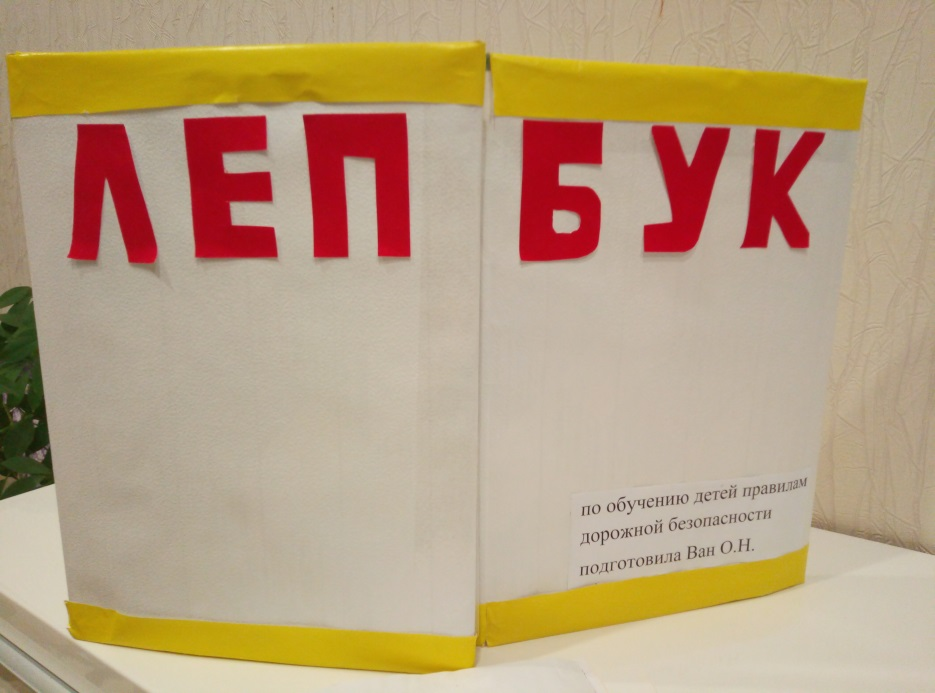 ЛЕП БУК
по обучению детей правилам
дорожной безопасности
подготовила Ван О.Н.